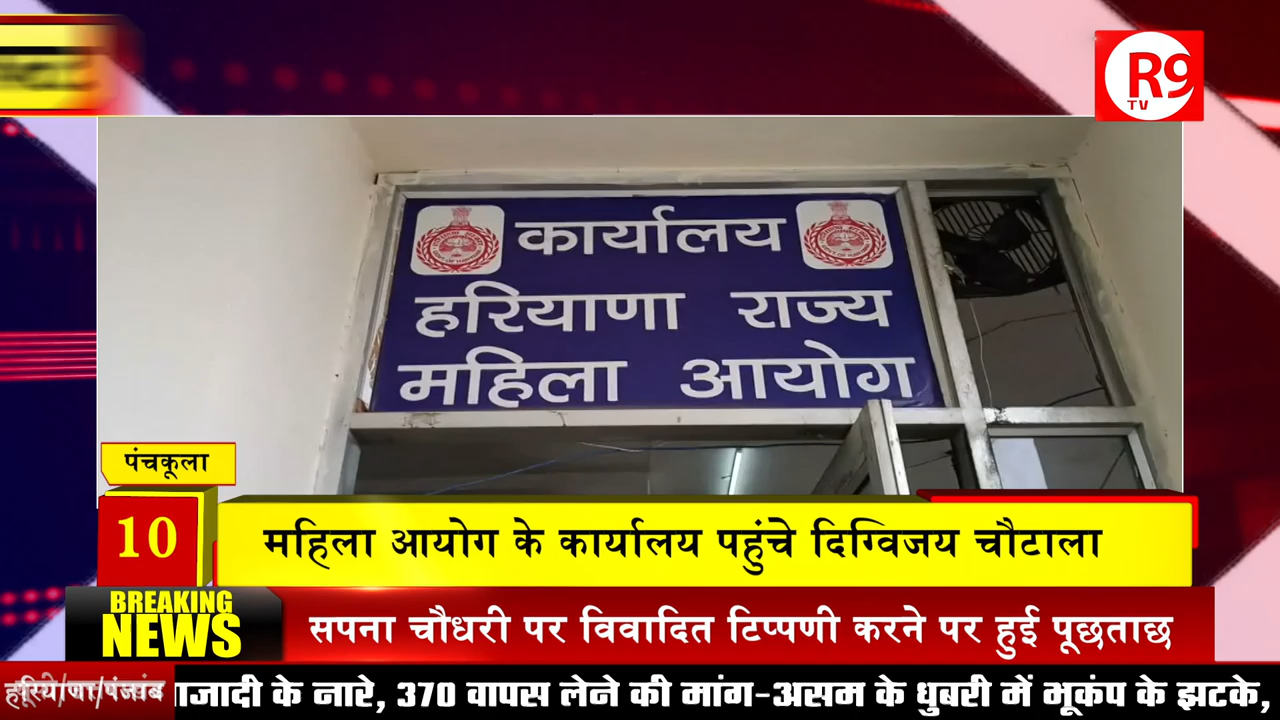 R9
TV
कार्यालय
हरियाणा राज्य
महिला आयोग
पंचकूला
10
महिला आयोग के कार्यालय पहुंचे दिग्विजय चौटाला
BREAKING
NEWS
सपना चौधरी पर विवादित टिप्पणी करने पर हुई पूछताछ
जादी के नारे, 370 वापस लेने की मांग-असम के धुबरी में भूकंप के झटके,